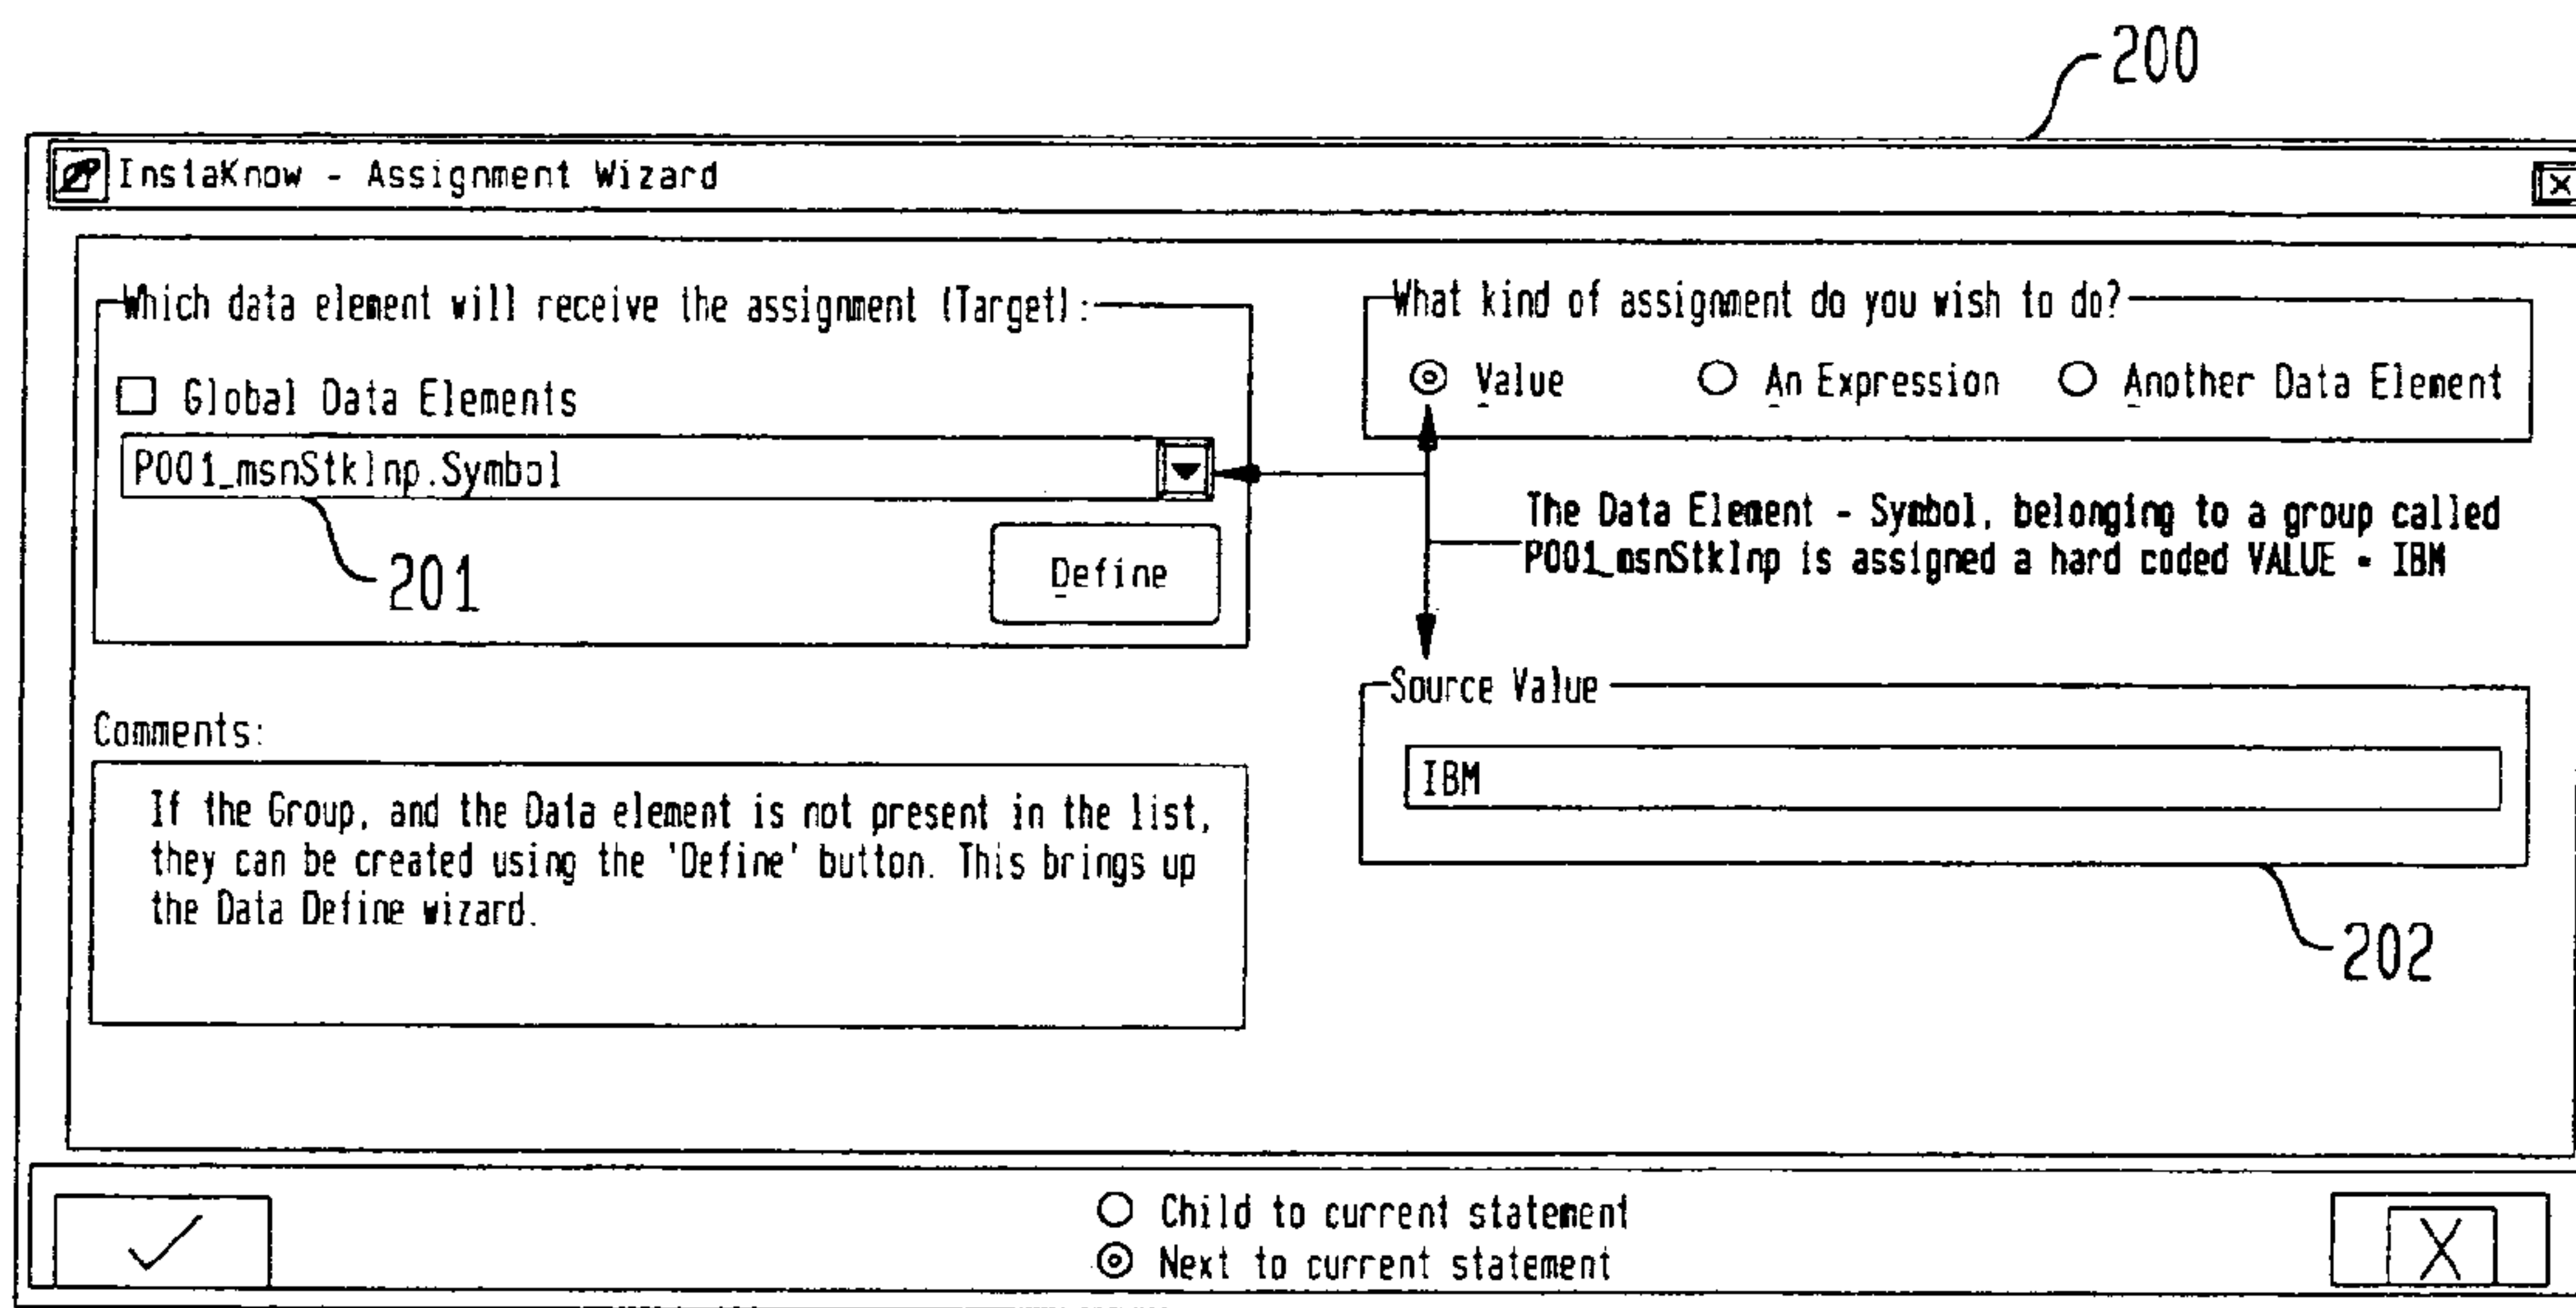 200
InstaKnow - Assignment Wizard
Which data element will receive the assignment (Target):
Global Data Elements
P001_msnStkInp.Symbol
201
Define
What kind of assignment do you wish to do?
Value An Expression Another Data Element
The Data Element - Symbol, belonging to a group called
P001_msnStkInp is assigned a hard coded VALUE - IBM
Source Value
IBM
202
Comments:
If the Group, and the Data element is not present in the list,
they can be created using the 'Define' button. This brings up
the Data Define wizard.
Child to current statement
Next to current statement